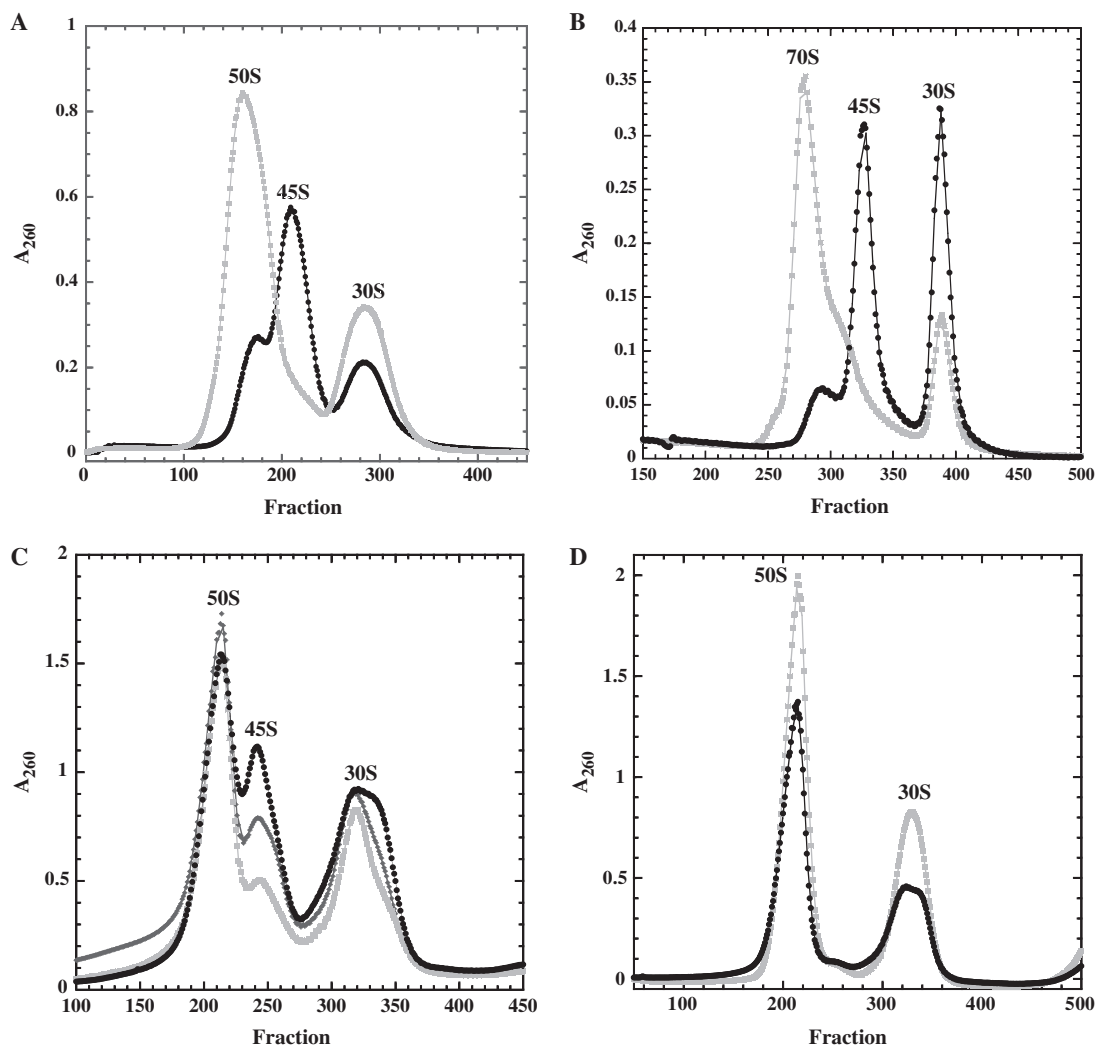 A
1
0.8
0.6
0.4
0.2
0
A260
50S
45S
30S
0
100
200
300
400
Fraction
B
0.4
0.35
0.3
0.25
0.2
0.15
0.1
0.05
0
A260
70S
45S
30S
150
200
250
300
350
400
450
500
Fraction
C
2
1.5
1
0.5
0
A260
50S
45S
30S
100
150
200
250
300
350
400
450
Fraction
D
2
1.5
1
0.5
0
A260
50S
30S
100
200
300
400
500
Fraction